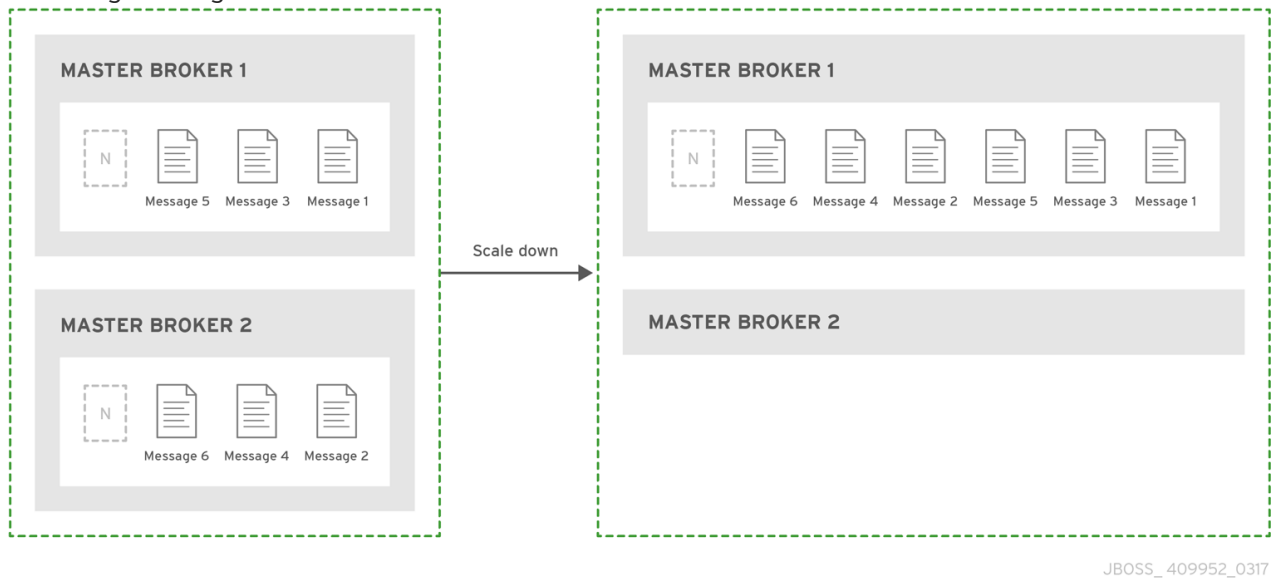 MASTER BROKER 1
N
Message 5 Message 3 Message 1
MASTER BROKER 2
N
Message 6 Message 4 Message 2
Scale down
MASTER BROKER 1
N
Message 6 Message 4 Message 2 Message 5 Message 3 Message 1
MASTER BROKER 2
JBOSS_409952_0317